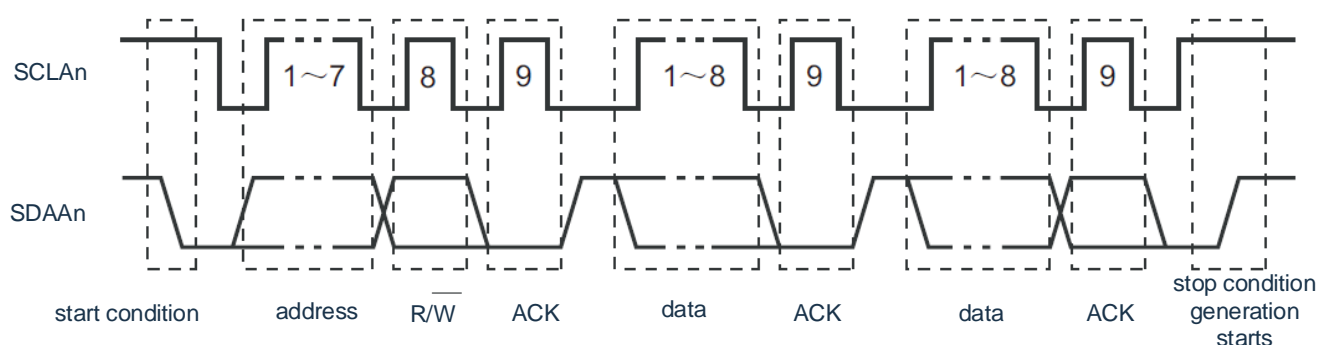 SCLAn
1～7
8
9
1～8
9
1～8
9
SDAAn
start condition
address
R/W̅
ACK
data
ACK
data
ACK
stop condition
generation
starts